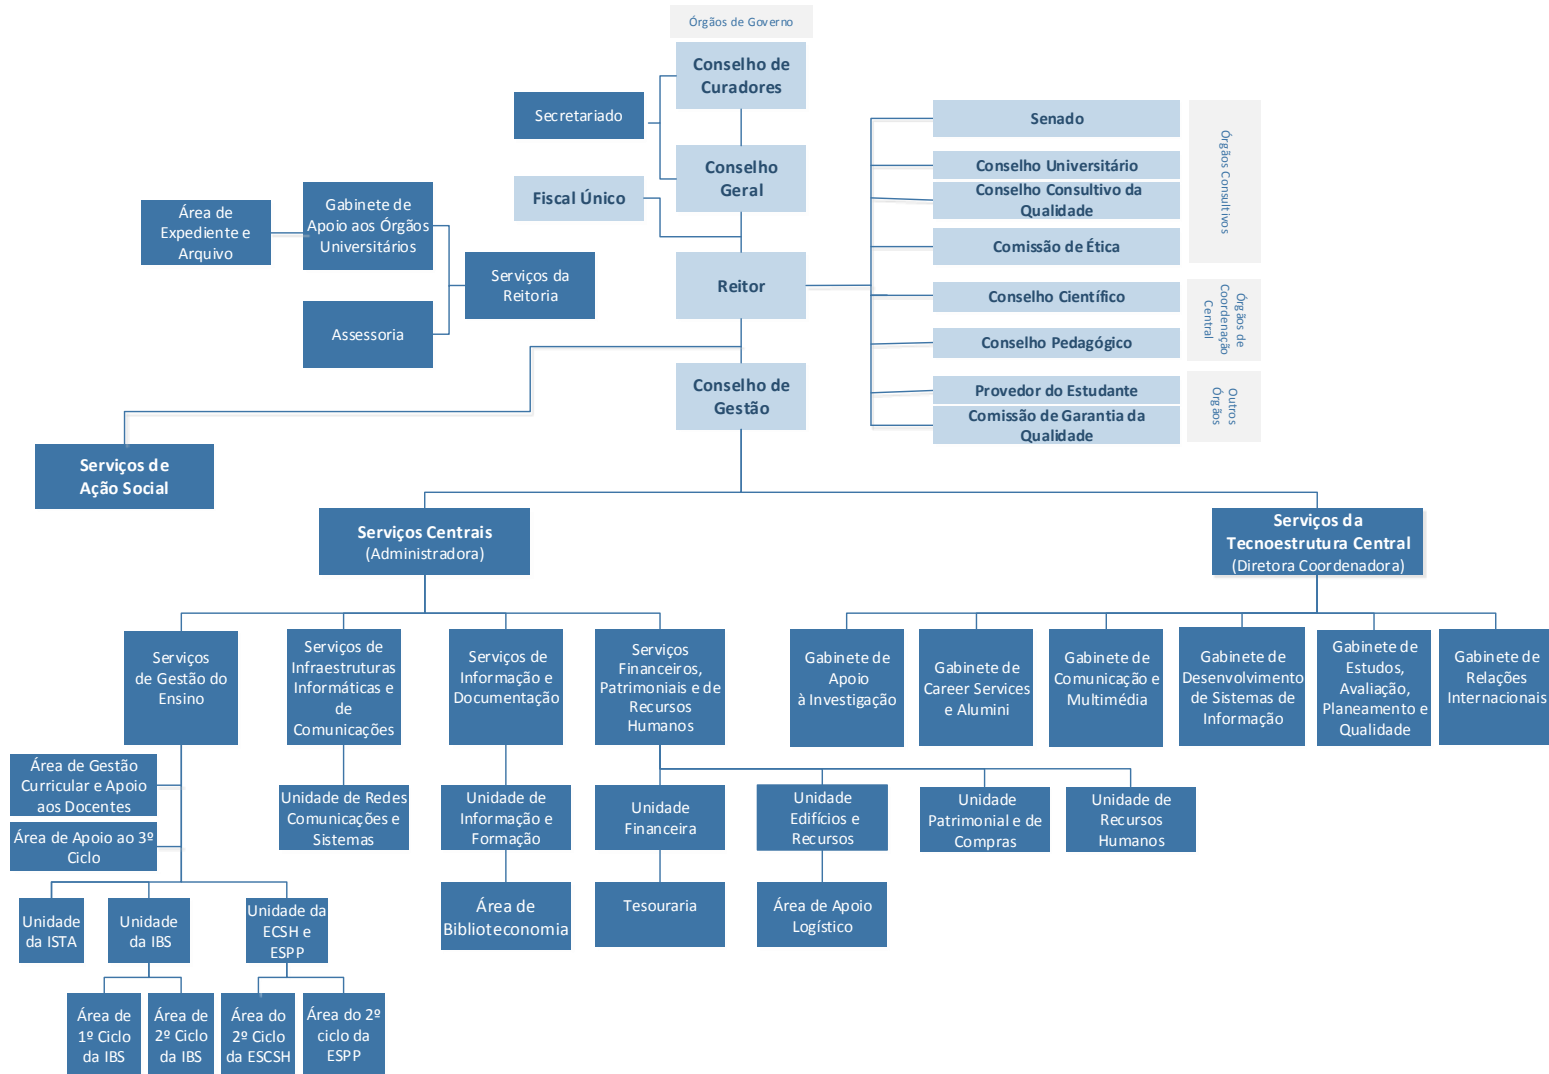 Órgãos de Governo
Conselho de
Curadores
Secretariado
Conselho
Geral
Fiscal Único
Gabinete de
Apoio aos Órgãos
Universitários
Área de
Expediente e
Arquivo
Serviços da
Reitoria
Assessoria
Reitor
Conselho de
Gestão
Senado
Conselho Universitário
Conselho Consultivo da
Qualidade
Comissão de Ética
Órgãos Consultivos
Conselho Científico
Conselho Pedagógico
Órgãos de
Coordenação
Central
Provedor do Estudante
Comissão de Garantia da
Qualidade
Outros
Órgãos
Serviços de
Ação Social
Serviços Centrais
(Administradora)
Serviços da
Tecnoestrutura Central
(Diretora Coordenadora)
Serviços
de Gestão do
Ensino
Serviços de
Infraestruturas
Informáticas e
de
Comunicações
Serviços de
Informação e
Documentação
Serviços
Financeiros,
Patrimoniais e de
Recursos
Humanos
Gabinete de
Apoio
à Investigação
Gabinete de
Career Services
e Alumini
Gabinete de
Comunicação e
Multimédia
Gabinete de
Desenvolvimento
de Sistemas de
Informação
Gabinete de
Estudos,
Avaliação,
Planeamento e
Qualidade
Gabinete de
Relações
Internacionais
Área de Gestão
Curricular e Apoio
aos Docentes
Área de Apoio ao 3º
Ciclo
Unidade de Redes
Comunicações e
Sistemas
Unidade de
Informação e
Formação
Unidade
Financeira
Unidade
Edifícios e
Recursos
Unidade
Patrimonial e de
Compras
Unidade de
Recursos
Humanos
Unidade
da ISTA
Unidade
da IBS
Unidade da
ECSH e
ESPP
Área de
Biblioteconomia
Tesouraria
Área de Apoio
Logístico
Área de
1º Ciclo
da IBS
Área de
2º Ciclo
da IBS
Área do
2º Ciclo
da ESCSH
Área do 2º
ciclo da
ESPP